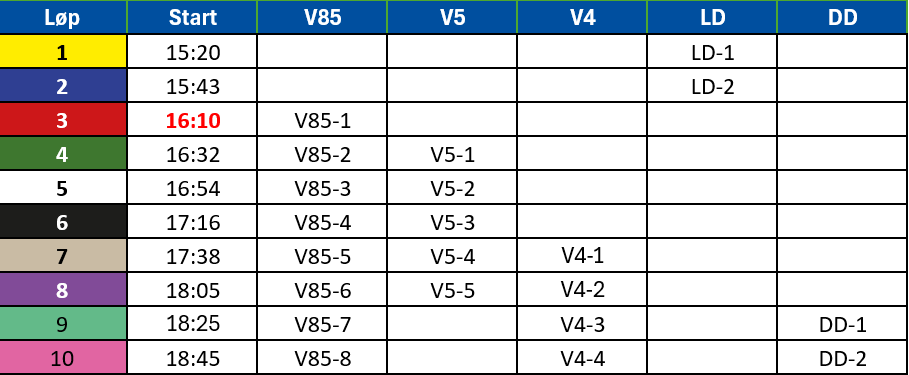 Løp Start V85 V5 V4 LD DD
1 15:20 LD-1
2 15:43 LD-2
3 16:10 V85-1
4 16:32 V85-2 V5-1
5 16:54 V85-3 V5-2
6 17:16 V85-4 V5-3
7 17:38 V85-5 V5-4 V4-1
8 18:05 V85-6 V5-5 V4-2
9 18:25 V85-7 V4-3 DD-1
10 18:45 V85-8 V4-4 DD-2